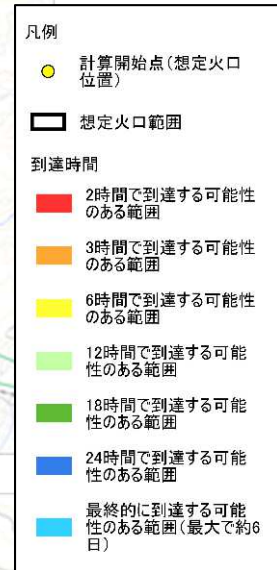 凡例
計算開始点(想定火口
位置)
想定火口範囲
到達時間
2時間で到達する可能性
のある範囲
3時間で到達する可能性
のある範囲
6時間で到達する可能性
のある範囲
12時間で到達する可能
性のある範囲
18時間で到達する可能
性のある範囲
24時間で到達する可能
性のある範囲
最終的に到達する可能
性のある範囲(最大で約6
日)